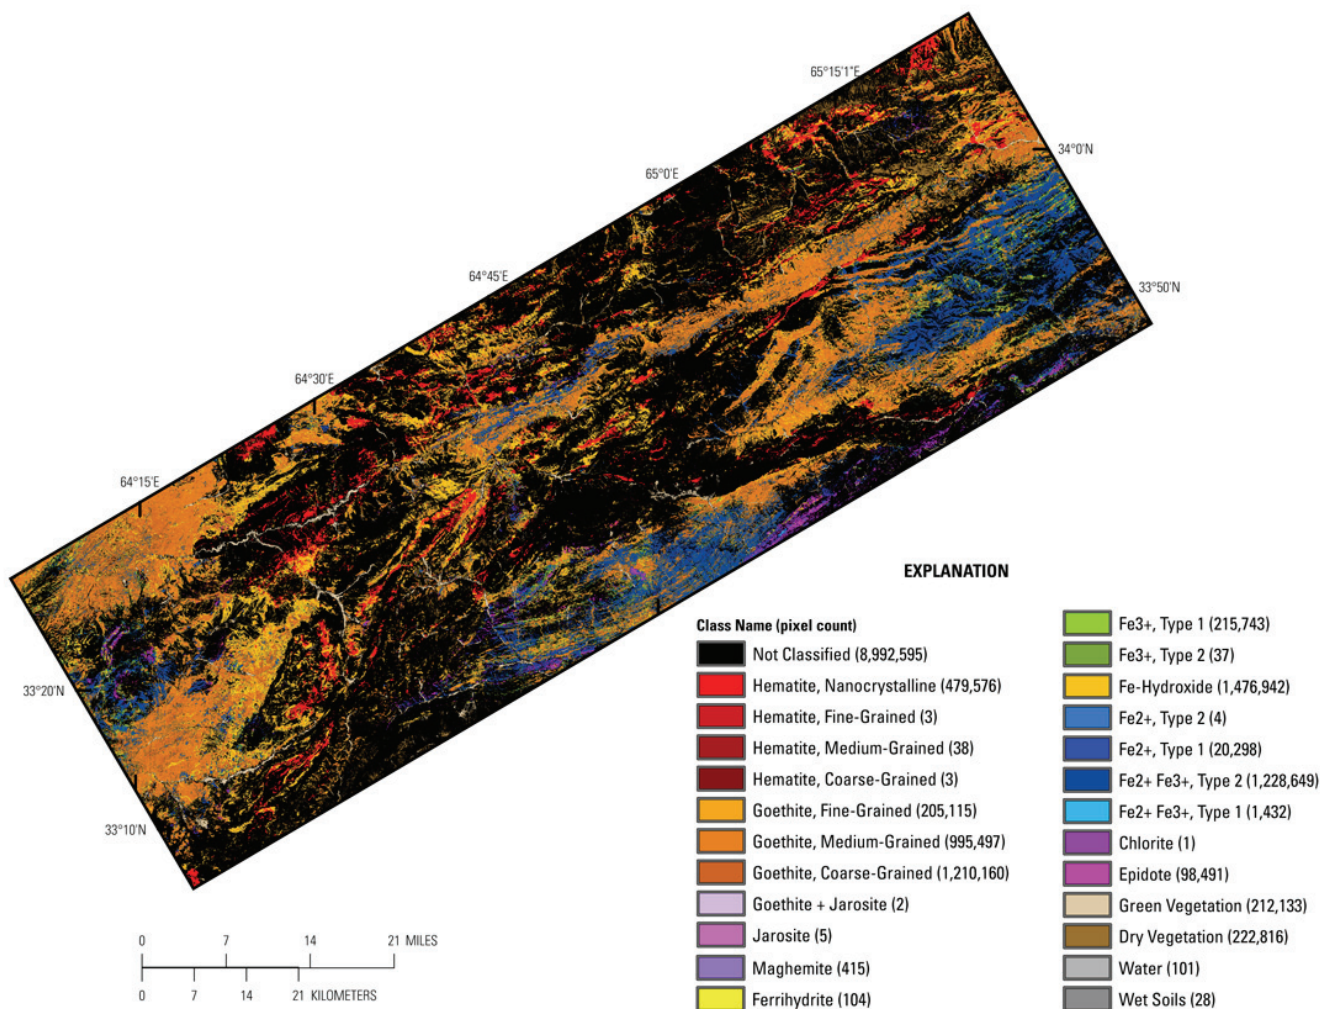 65°15'1"E
34°0'N
65°0'E
64°45'E
33°50'N
64°30'E
64°15'E
33°20'N
33°10'N
EXPLANATION
Class Name (pixel count)
Not Classified (8,992,595)
Hematite, Nanocrystalline (479,576)
Hematite, Fine-Grained (3)
Hematite, Medium-Grained (38)
Hematite, Coarse-Grained (3)
Goethite, Fine-Grained (205,115)
Goethite, Medium-Grained (995,497)
Goethite, Coarse-Grained (1,210,160)
Goethite + Jarosite (2)
Jarosite (5)
Maghemite (415)
Ferrihydrite (104)
Fe3+, Type 1 (215,743)
Fe3+, Type 2 (37)
Fe-Hydroxide (1,476,942)
Fe2+, Type 2 (4)
Fe2+, Type 1 (20,298)
Fe2+ Fe3+, Type 2 (1,228,649)
Fe2+ Fe3+, Type 1 (1,432)
Chlorite (1)
Epidote (98,491)
Green Vegetation (212,133)
Dry Vegetation (222,816)
Water (101)
Wet Soils (28)
0 7 14 21 MILES
0 7 14 21 KILOMETERS